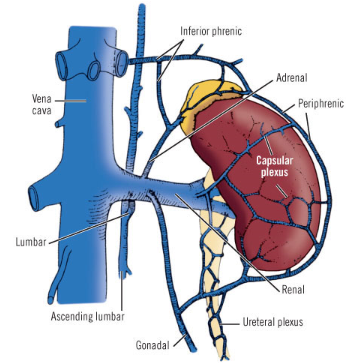 Inferior phrenic
Adrenal
Vena
cava
Periphrenic
Capsular
plexus
Lumbar
Renal
Ascending lumbar
Ureteral plexus
Gonadal